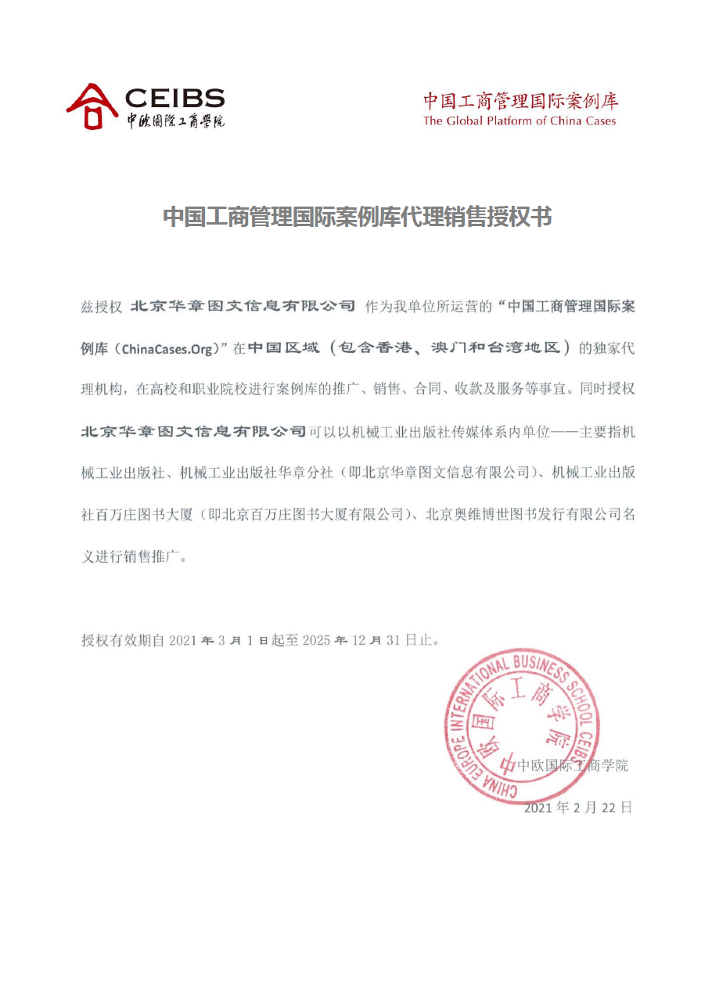 CEIBS
中欧国际工商学院
中国工商管理国际案例库
The Global Platform of China Cases
中国工商管理国际案例库代理销售授权书
兹授权 北京华章图文信息有限公司 作为我单位所运营的“中国工商管理国际案
例库（ChinaCases.Org）”在中国区域（包含香港、澳门和台湾地区）的独家代
理机构，在高校和职业院校进行案例库的推广、销售、合同、收款及服务等事宜。同时授权
北京华章图文信息有限公司可以以机械工业出版社传媒体系内单位——主要指机
械工业出版社、机械工业出版社华章分社（即北京华章图文信息有限公司）、机械工业出版
社百万庄图书大厦（即北京百万庄图书大厦有限公司）、北京奥维博世图书发行有限公司名
义进行销售推广。
授权有效期自 2021 年 3 月 1 日起至 2025 年 12 月 31 日止。
CHINA EUROPE INTERNATIONAL BUSINESS SCHOOL CEIBS
中欧国际工商学院
中欧国际工商学院
2021 年 2 月 22 日